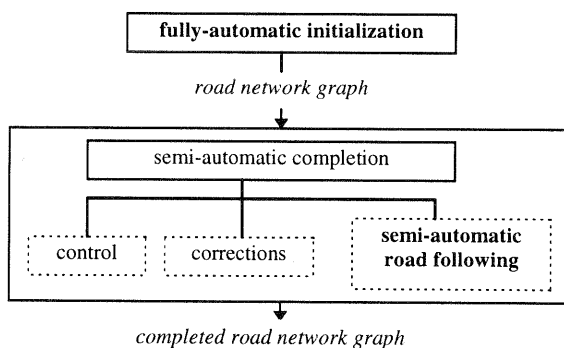 fully-automatic initialization
road network graph
semi-automatic completion
control
corrections
semi-automatic
road following
completed road network graph